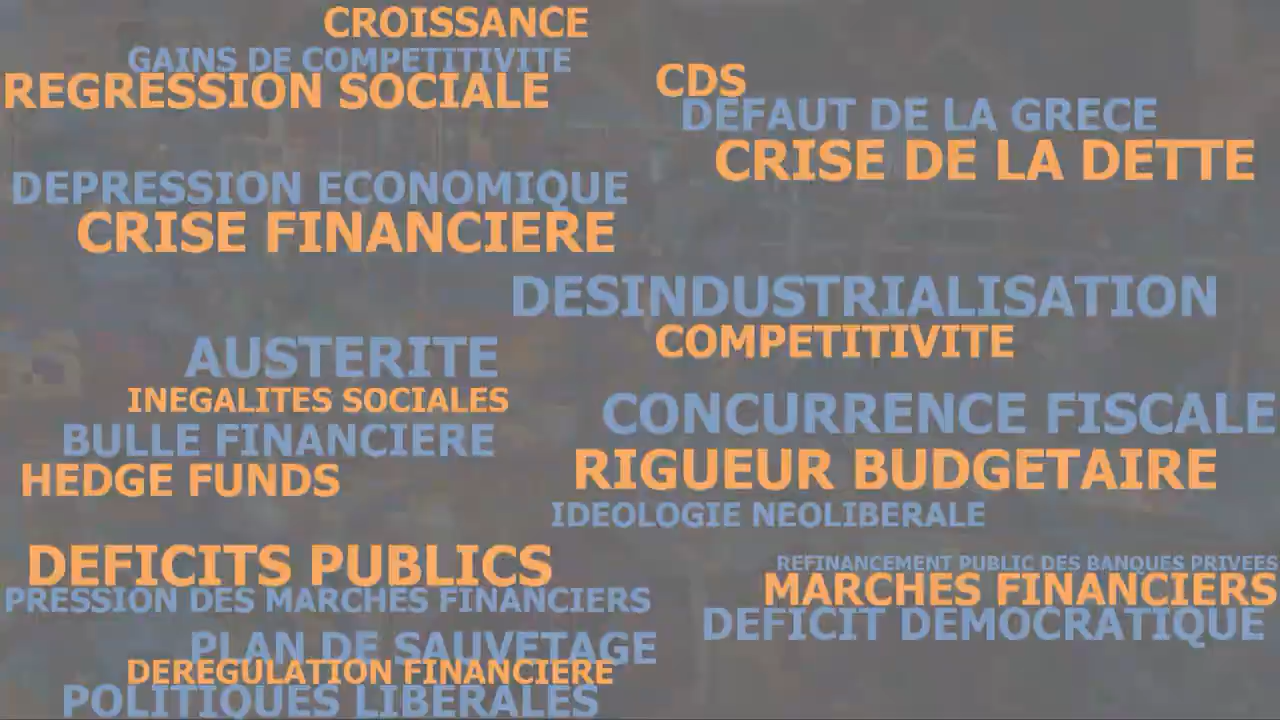 CROISSANCE
GAINS DE COMPETITIVITE
REGRESSION SOCIALE
CDS
DEFAUT DE LA GRECE
CRISE DE LA DETTE
DEPRESSION ECONOMIQUE
CRISE FINANCIERE
DESINDUSTRIALISATION
COMPETITIVITE
AUSTERITE
INEGALITES SOCIALES
BULLE FINANCIERE
HEDGE FUNDS
CONCURRENCE FISCALE
RIGUEUR BUDGETAIRE
IDEOLOGIE NEOLIBERALE
DEFICITS PUBLICS
PRESSION DES MARCHES FINANCIERS
REFINANCEMENT PUBLIC DES BANQUES PRIVEES
MARCHES FINANCIERS
DEFICIT DEMOCRATIQUE
PLAN DE SAUVETAGE
DEREGULATION FINANCIERE
POLITIQUES LIBERALES